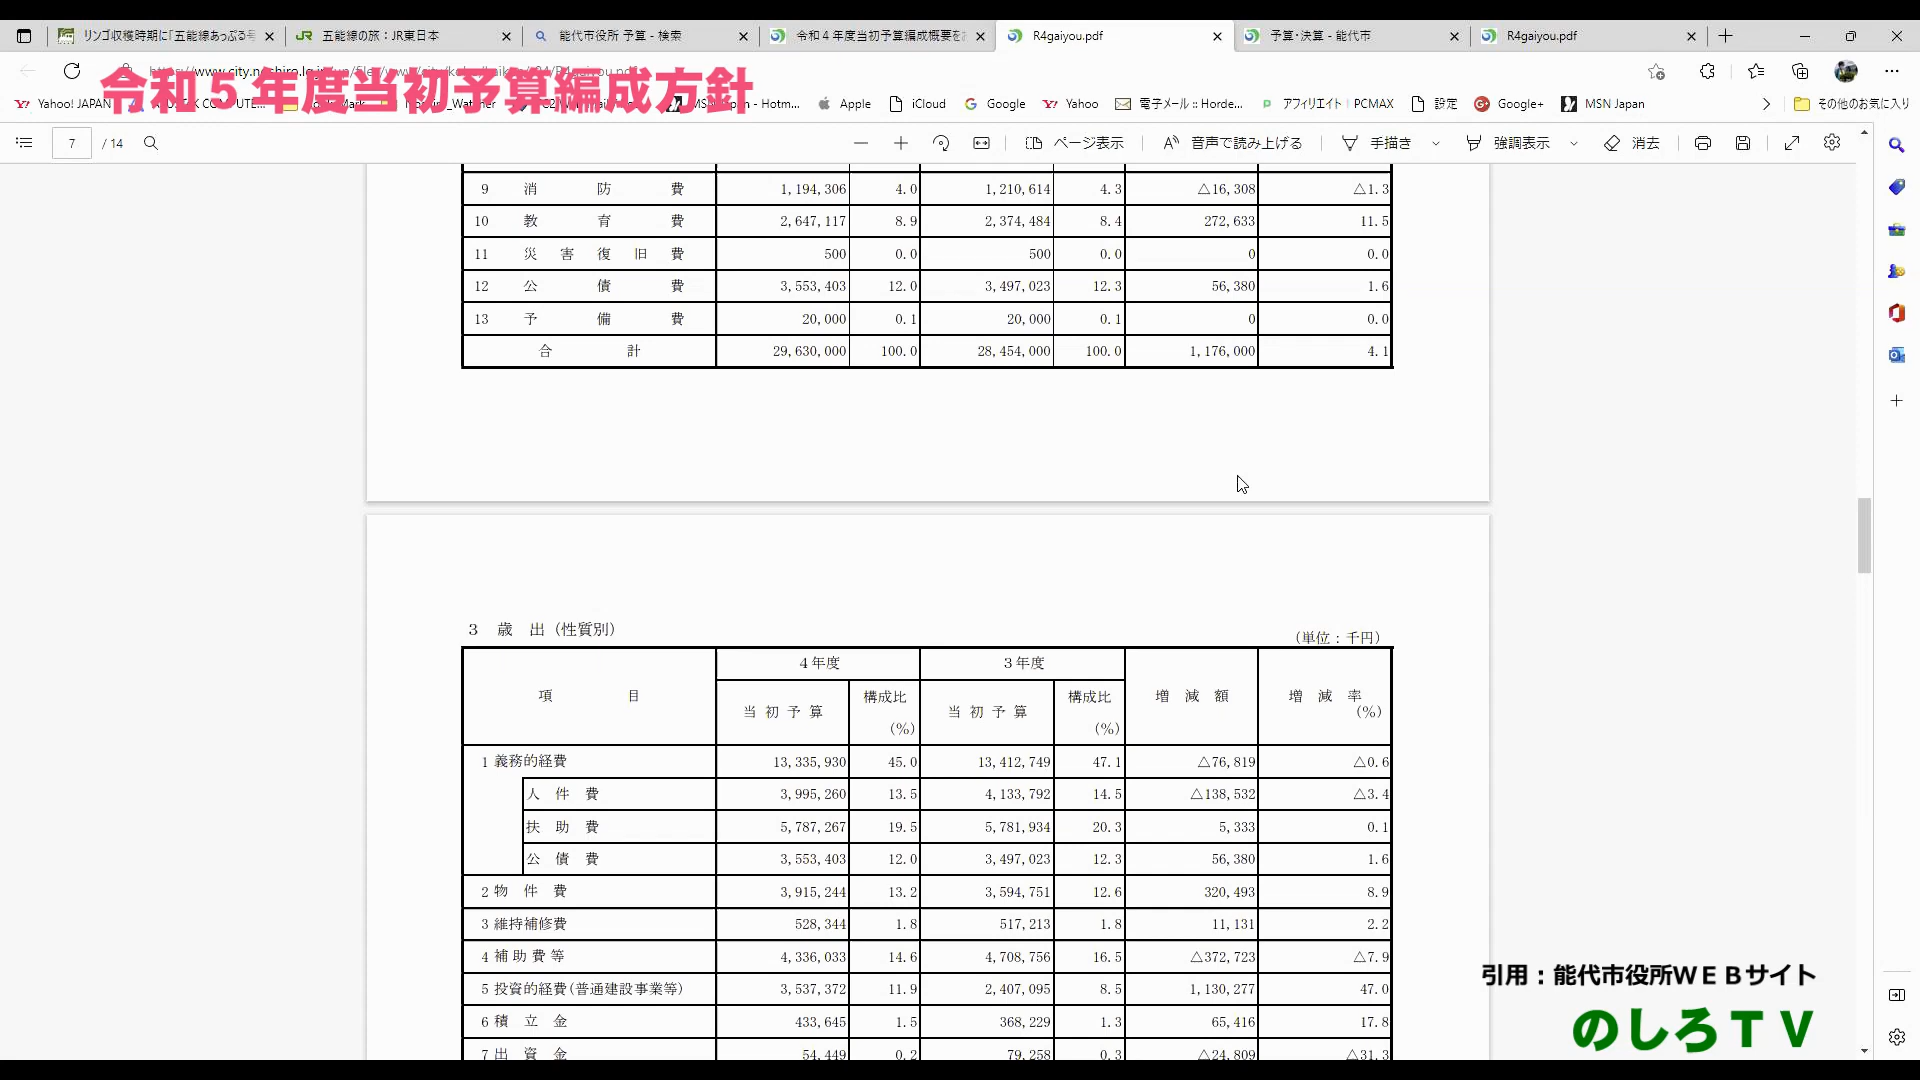 リンゴ収穫時期に「五能線あっぷる号
五能線の旅：JR東日本
能代市役所 予算 - 検索
令和４年度当初予算編成概要を
R4gaiyou.pdf
予算・決算 - 能代市
R4gaiyou.pdf
令和５年度当初予算編成方針
Yahoo! JAPAN
Apple
iCloud
Google
Yahoo
電子メール :: Horde...
アフィリエイト｜PCMAX
設定
Google+
MSN Japan
その他のお気に入り
7 / 14
ページ表示
音声で読み上げる
手描き
強調表示
消去
9 消防費 1,194,306 4.0 1,210,614 4.3 △16,308 △1.3
10 教育費 2,647,117 8.9 2,374,484 8.4 272,633 11.5
11 災害復旧費 500 0.0 500 0.0 0 0.0
12 公債費 3,553,403 12.0 3,497,023 12.3 56,380 1.6
13 予備費 20,000 0.1 20,000 0.1 0 0.0
合計 29,630,000 100.0 28,454,000 100.0 1,176,000 4.1
３ 歳 出（性質別）
（単位：千円）
４年度 ３年度
項目 増減額 増減率
当初予算 構成比 当初予算 構成比 (%)
(%) (%)
1 義務的経費 13,335,930 45.0 13,412,749 47.1 △76,819 △0.6
人件費 3,995,260 13.5 4,133,792 14.5 △138,532 △3.4
扶助費 5,787,267 19.5 5,781,934 20.3 5,333 0.1
公債費 3,553,403 12.0 3,497,023 12.3 56,380 1.6
2 物件費 3,915,244 13.2 3,594,751 12.6 320,493 8.9
3 維持補修費 528,344 1.8 517,213 1.8 11,131 2.2
4 補助費等 4,336,033 14.6 4,708,756 16.5 △372,723 △7.9
5 投資的経費（普通建設事業等） 3,537,372 11.9 2,407,095 8.5 1,130,277 47.0
6 積立金 433,645 1.5 368,229 1.3 65,416 17.8
7 出資金 54,449 0.2 79,258 0.3 △24,809 △31.3
引用：能代市役所ＷＥＢサイト
のしろＴＶ